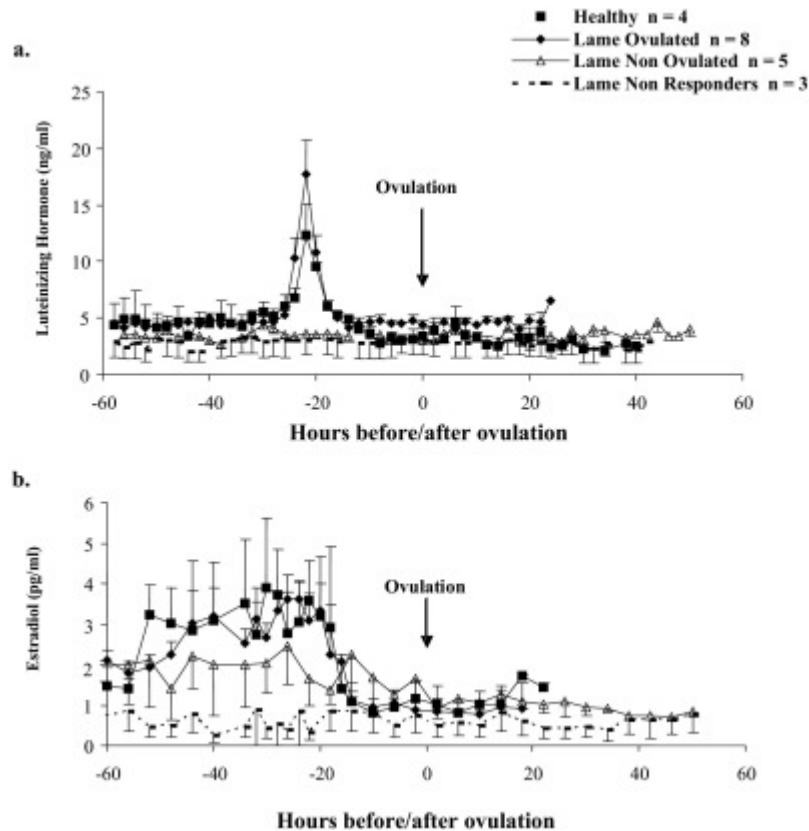 Healthy n = 4
Lame Ovulated n = 8
Lame Non Ovulated n = 5
Lame Non Responders n = 3
a.
Luteinizing Hormone (ng/ml)
25
20
15
10
5
0
Ovulation
-60 -40 -20 0 20 40 60
Hours before/after ovulation
b.
Estradiol (pg/ml)
6
5
4
3
2
1
0
Ovulation
-60 -40 -20 0 20 40 60
Hours before/after ovulation